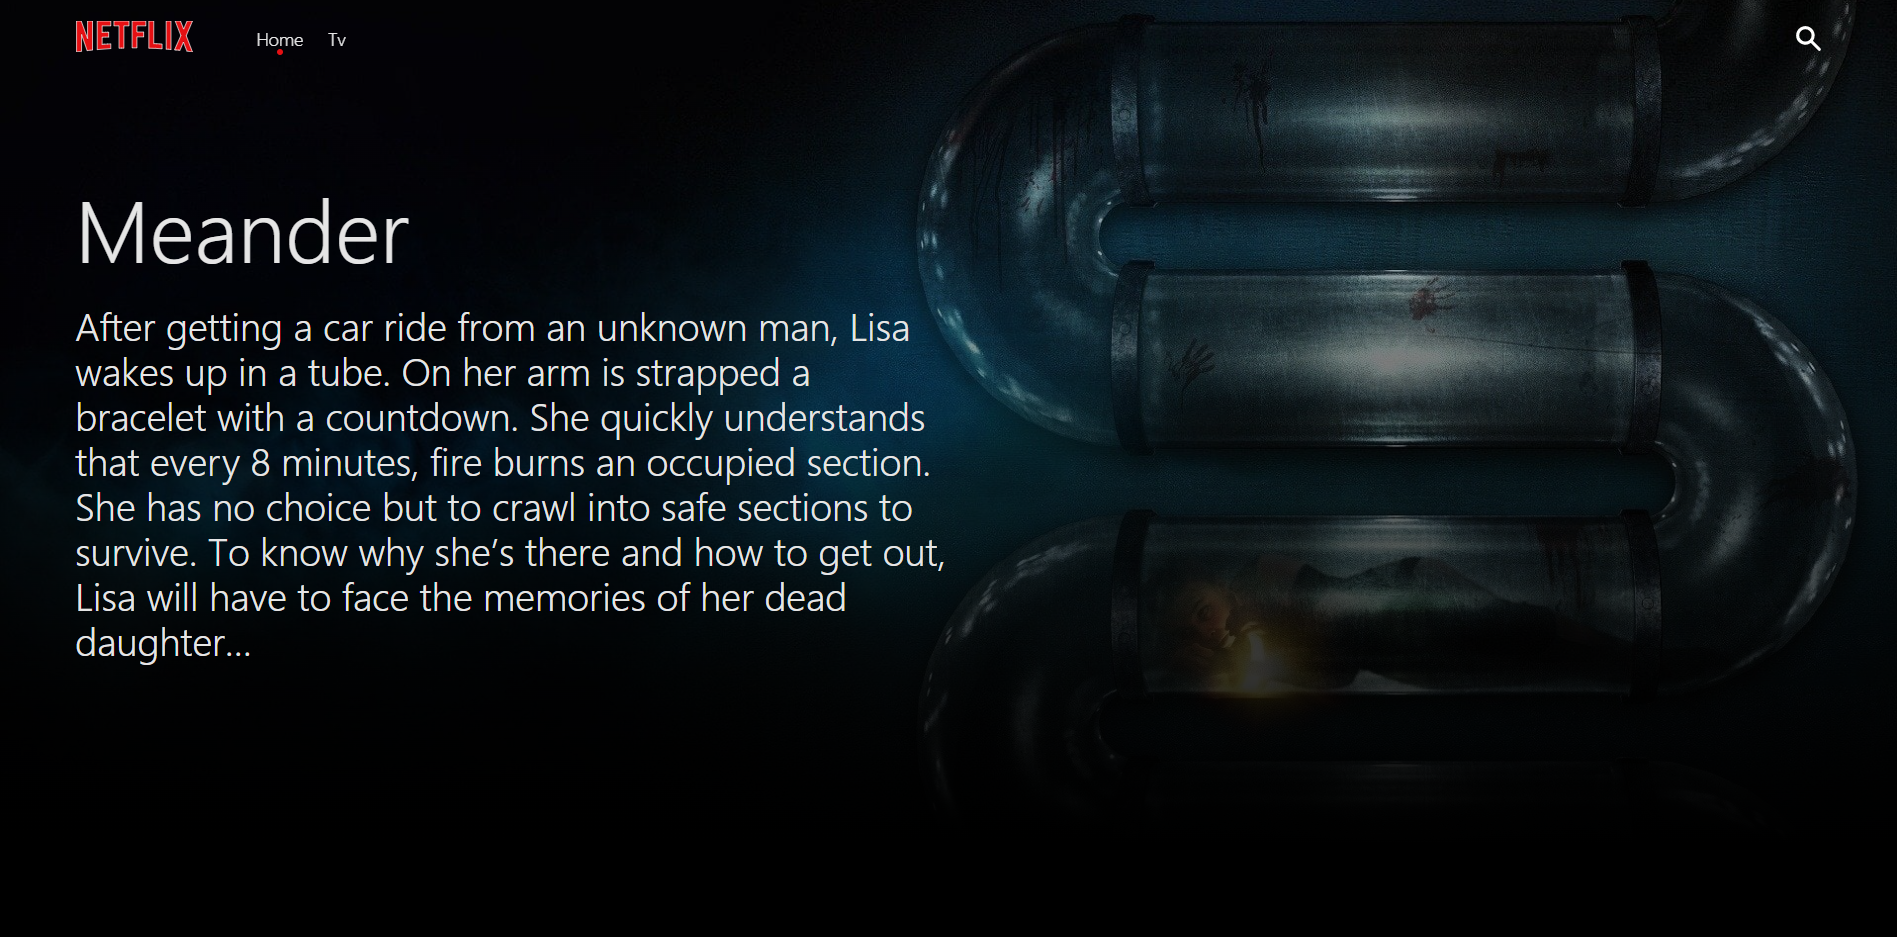 NETFLIX
Home
Tv
Meander
After getting a car ride from an unknown man, Lisa
wakes up in a tube. On her arm is strapped a
bracelet with a countdown. She quickly understands
that every 8 minutes, fire burns an occupied section.
She has no choice but to crawl into safe sections to
survive. To know why she’s there and how to get out,
Lisa will have to face the memories of her dead
daughter…